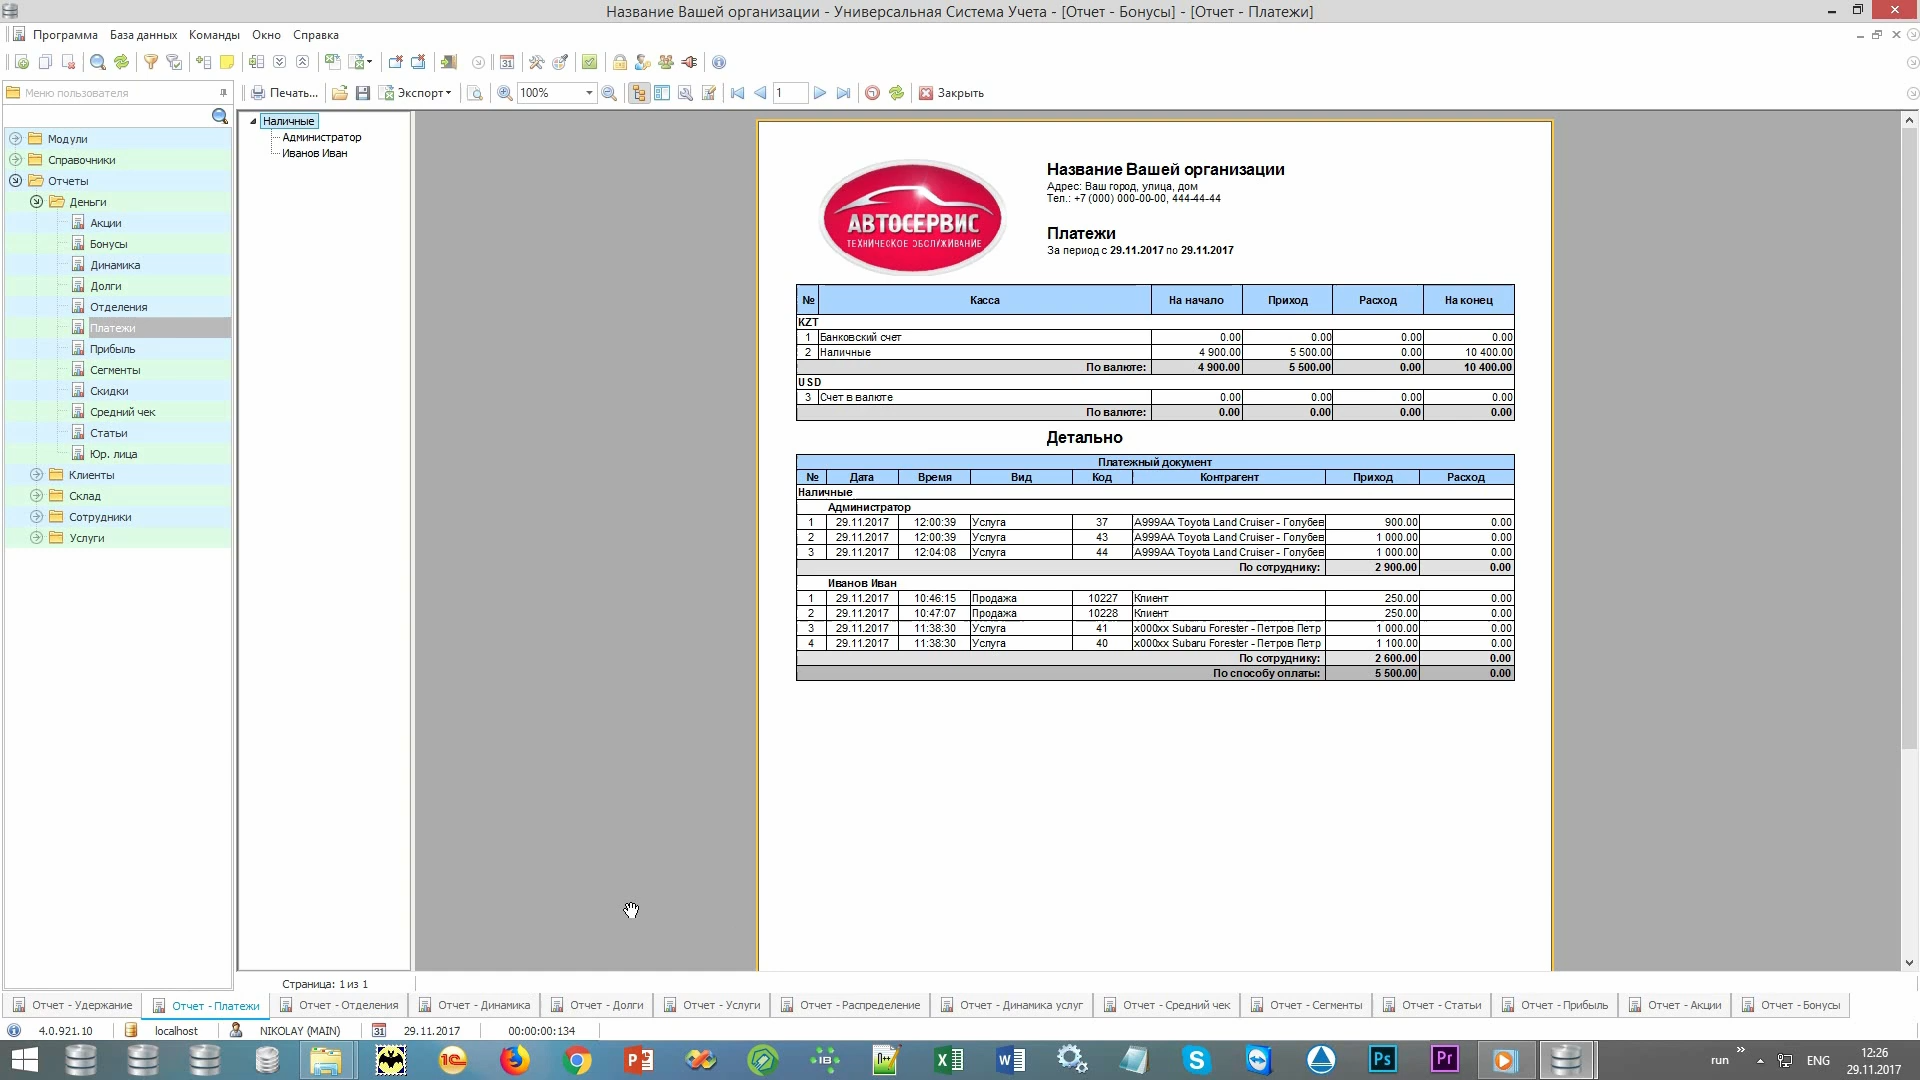 Название Вашей организации - Универсальная Система Учета - [Отчет - Бонусы] - [Отчет - Платежи]
Программа База данных Команды Окно Справка
31
Меню пользователя
Печать... Экспорт 100% 1 Закрыть
Модули
Справочники
Отчеты
Деньги
Акции
Бонусы
Динамика
Долги
Отделения
Платежи
Прибыль
Сегменты
Скидки
Средний чек
Статьи
Юр. лица
Клиенты
Склад
Сотрудники
Услуги
Наличные
Администратор
Иванов Иван
АВТОСЕРВИС
ТЕХНИЧЕСКОЕ ОБСЛУЖИВАНИЕ
Название Вашей организации
Адрес: Ваш город, улица, дом
Тел.: +7 (000) 000-00-00, 444-44-44
Платежи
За период с 29.11.2017 по 29.11.2017
№ Касса На начало Приход Расход На конец
KZT
1 Банковский счет 0.00 0.00 0.00 0.00
2 Наличные 4 900.00 5 500.00 0.00 10 400.00
По валюте: 4 900.00 5 500.00 0.00 10 400.00
USD
3 Счет в валюте 0.00 0.00 0.00 0.00
По валюте: 0.00 0.00 0.00 0.00
Детально
Платежный документ
№ Дата Время Вид Код Контрагент Приход Расход
Наличные
Администратор
1 29.11.2017 12:00:39 Услуга 37 A999AA Toyota Land Cruiser - Голубев 900.00 0.00
2 29.11.2017 12:00:39 Услуга 43 A999AA Toyota Land Cruiser - Голубев 1 000.00 0.00
3 29.11.2017 12:04:08 Услуга 44 A999AA Toyota Land Cruiser - Голубев 1 000.00 0.00
По сотруднику: 2 900.00 0.00
Иванов Иван
1 29.11.2017 10:46:15 Продажа 10227 Клиент 250.00 0.00
2 29.11.2017 10:47:07 Продажа 10228 Клиент 250.00 0.00
3 29.11.2017 11:38:30 Услуга 41 x000xx Subaru Forester - Петров Петр 1 000.00 0.00
4 29.11.2017 11:38:30 Услуга 40 x000xx Subaru Forester - Петров Петр 1 100.00 0.00
По сотруднику: 2 600.00 0.00
По способу оплаты: 5 500.00 0.00
Страница: 1 из 1
Отчет - Удержание Отчет - Платежи Отчет - Отделения Отчет - Динамика Отчет - Долги Отчет - Услуги Отчет - Распределение Отчет - Динамика услуг Отчет - Средний чек Отчет - Сегменты Отчет - Статьи Отчет - Прибыль Отчет - Акции Отчет - Бонусы
4.0.921.10 localhost NIKOLAY (MAIN) 31 29.11.2017 00:00:00:134
run ENG 12:26
29.11.2017